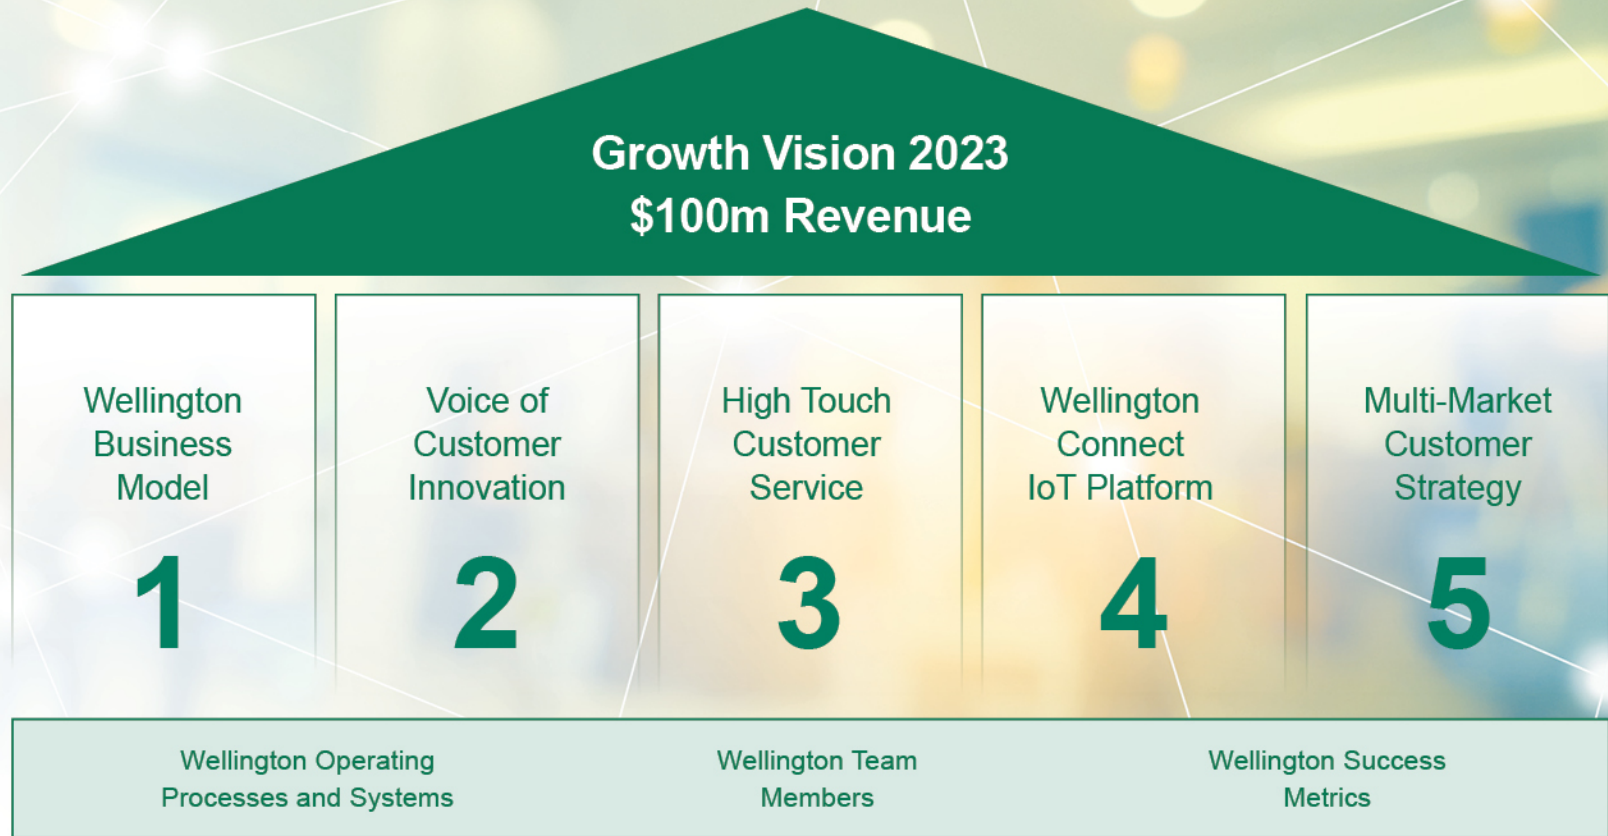 Growth Vision 2023
$100m Revenue
Wellington
Business
Model
1
Voice of
Customer
Innovation
2
High Touch
Customer
Service
3
Wellington
Connect
IoT Platform
4
Multi-Market
Customer
Strategy
5
Wellington Operating
Processes and Systems
Wellington Team
Members
Wellington Success
Metrics